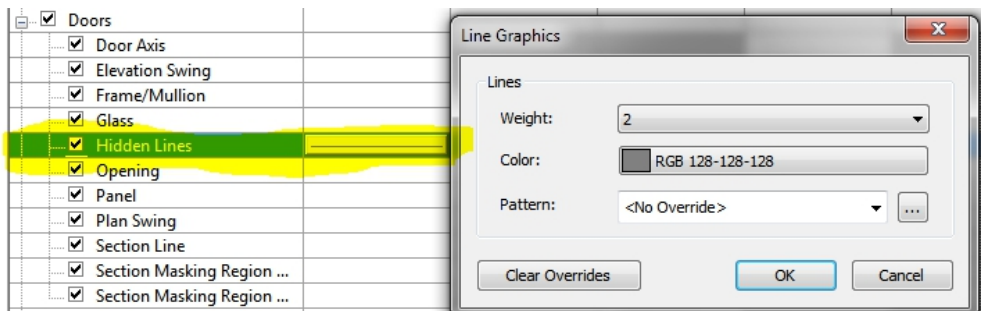 Doors
Door Axis
Elevation Swing
Frame/Mullion
Glass
Hidden Lines
Opening
Panel
Plan Swing
Section Line
Section Masking Region ...
Section Masking Region ...
Line Graphics
Lines
Weight:
2
Color:
RGB 128-128-128
Pattern:
<No Override>
...
Clear Overrides
OK
Cancel